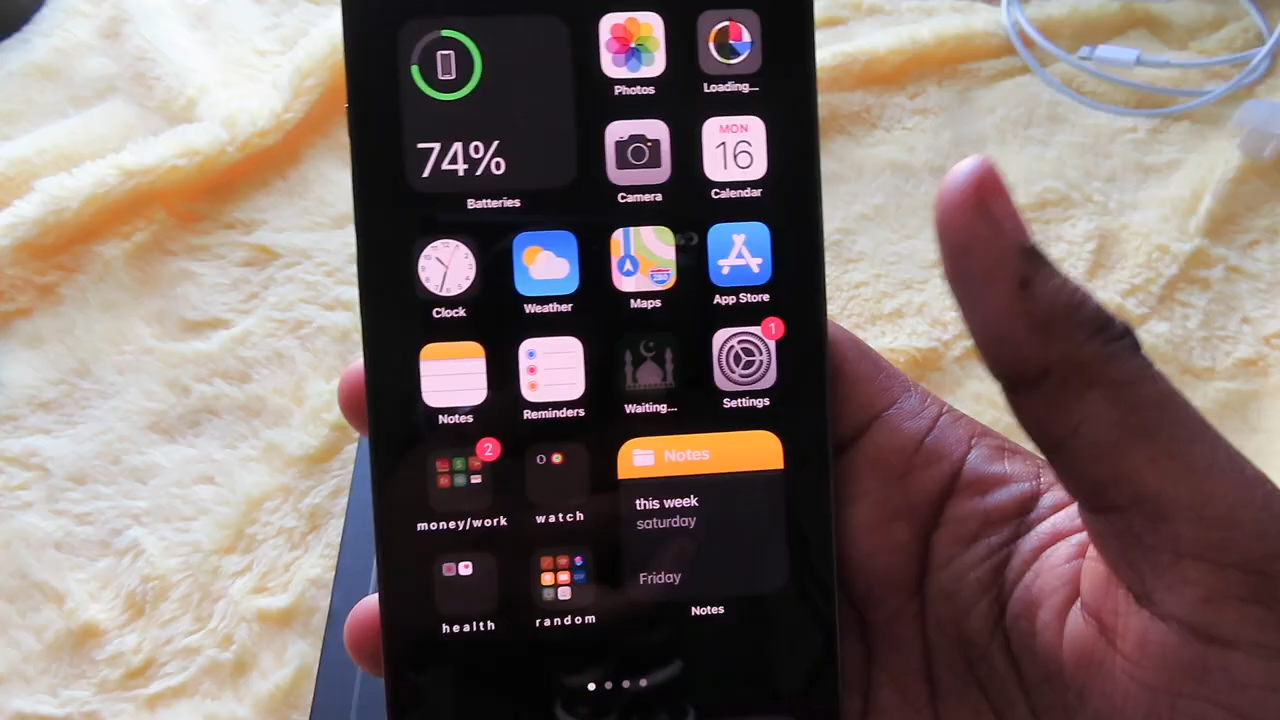 74%
Batteries
Photos
Loading...
Camera
MON
16
Calendar
Clock
Weather
280
Maps
App Store
Notes
Reminders
Waiting...
1
Settings
2
money/work
watch
Notes
this week
saturday
Friday
Notes
health
random